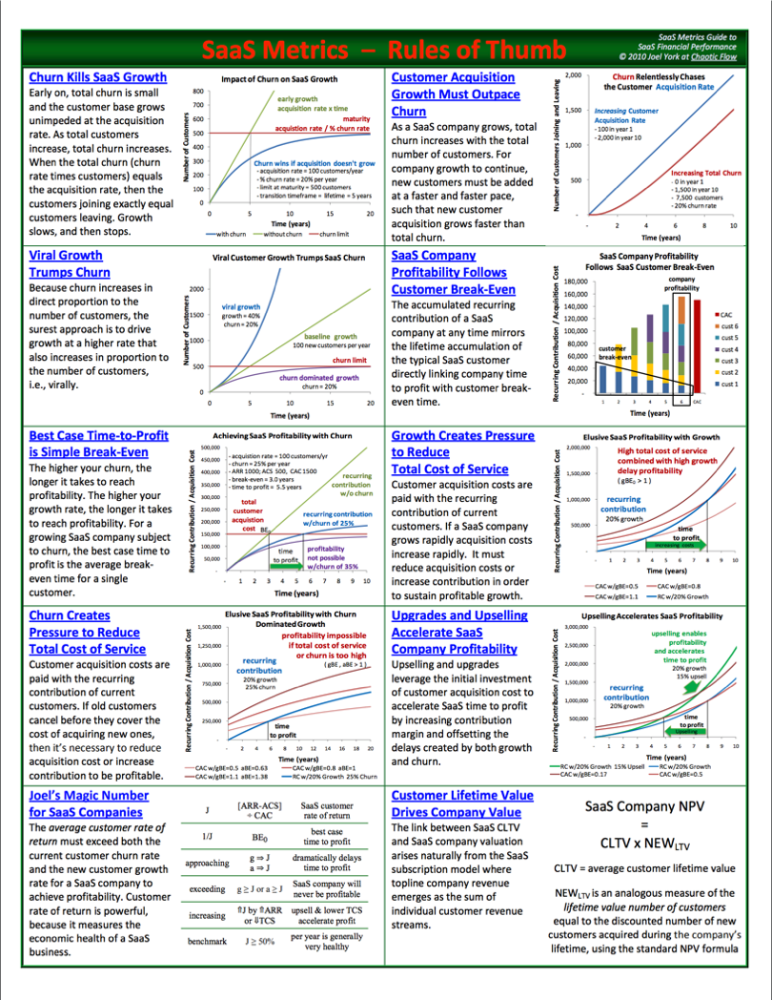 SaaS Metrics – Rules of Thumb
SaaS Metrics Guide to
SaaS Financial Performance
© 2010 Joel York at Chaotic Flow
Churn Kills SaaS Growth
Early on, total churn is small
and the customer base grows
unimpeded at the acquisition
rate. As total customers
increase, total churn increases.
When the total churn (churn
rate times customers) equals
the acquisition rate, then the
customers joining exactly equal
customers leaving. Growth
slows, and then stops.
Impact of Churn on SaaS Growth
Number of Customers
800
700
600
500
400
300
200
100
0
early growth
acquisition rate x time
maturity
acquisition rate / % churn rate
Churn wins if acquisition doesn't grow
- acquisition rate = 100 customers/year
- % churn rate = 20% per year
- limit at maturity = 500 customers
- transition timeframe = lifetime = 5 years
0 5 10 15 20
Time (years)
with churn without churn churn limit
Customer Acquisition
Growth Must Outpace
Churn
As a SaaS company grows, total
churn increases with the total
number of customers. For
company growth to continue,
new customers must be added
at a faster and faster pace,
such that new customer
acquisition grows faster than
total churn.
Churn Relentlessly Chases
the Customer Acquisition Rate
Number of Customers Joining and Leaving
2,000
1,500
1,000
500
-
Increasing Customer
Acquisition Rate
- 100 in year 1
- 2,000 in year 10
Increasing Total Churn
- 0 in year 1
- 1,500 in year 10
- 7,500 customers
- 20% churn rate
- 2 4 6 8 10
Time (years)
Viral Growth
Trumps Churn
Because churn increases in
direct proportion to the
number of customers, the
surest approach is to drive
growth at a higher rate that
also increases in proportion to
the number of customers,
i.e., virally.
Viral Customer Growth Trumps SaaS Churn
Number of Customers
2000
1500
1000
500
0
viral growth
growth = 40%
churn = 20%
baseline growth
100 new customers per year
churn limit
churn dominated growth
churn = 20%
0 5 10 15 20
Time (years)
SaaS Company
Profitability Follows
Customer Break-Even
The accumulated recurring
contribution of a SaaS
company at any time mirrors
the lifetime accumulation of
the typical SaaS customer
directly linking company time
to profit with customer break-
even time.
SaaS Company Profitability
Follows SaaS Customer Break-Even
Recurring Contribution / Acquisition Cost
180,000
160,000
140,000
120,000
100,000
80,000
60,000
40,000
20,000
-
company
profitability
customer
break-even
CAC
cust 6
cust 5
cust 4
cust 3
cust 2
cust 1
1 2 3 4 5 6 CAC
Time (years)
Best Case Time-to-Profit
is Simple Break-Even
The higher your churn, the
longer it takes to reach
profitability. The higher your
growth rate, the longer it takes
to reach profitability. For a
growing SaaS company subject
to churn, the best case time to
profit is the average break-
even time for a single
customer.
Achieving SaaS Profitability with Churn
Recurring Contribution / Acquisition Cost
500,000
450,000
400,000
350,000
300,000
250,000
200,000
150,000
100,000
50,000
-
- acquisition rate = 100 customers/yr
- churn = 25% per year
- ARR 1000; ACS 500, CAC 1500
- break-even = 3.0 years
- time to profit = 5.5 years
recurring
contribution
w/o churn
total
customer
acquistion
cost BE₀
recurring contribution
w/churn of 25%
time
to profit
profitability
not possible
w/churn of 35%
- 1 2 3 4 5 6 7 8 9 10
Time (years)
Growth Creates Pressure
to Reduce
Total Cost of Service
Customer acquisition costs are
paid with the recurring
contribution of current
customers. If a SaaS company
grows rapidly acquisition costs
increase rapidly. It must
reduce acquisition costs or
increase contribution in order
to sustain profitable growth.
Elusive SaaS Profitability with Growth
Recurring Contribution / Acquisition Cost
2,000,000
1,500,000
1,000,000
500,000
-
High total cost of service
combined with high growth
delay profitability
( gBE₀ > 1 )
recurring
contribution
20% growth
time
to profit
increasing costs
0 1 2 3 4 5 6 7 8 9 10
Time (years)
CAC w/gBE=0.5 CAC w/gBE=0.8
CAC w/gBE=1.1 RC w/20% Growth
Churn Creates
Pressure to Reduce
Total Cost of Service
Customer acquisition costs are
paid with the recurring
contribution of current
customers. If old customers
cancel before they cover the
cost of acquiring new ones,
then it's necessary to reduce
acquisition cost or increase
contribution to be profitable.
Elusive SaaS Profitability with Churn
Dominated Growth
Recurring Contribution / Acquisition Cost
1,500,000
1,250,000
1,000,000
750,000
500,000
250,000
-
profitability impossible
if total cost of service
or churn is too high
( gBE , aBE > 1 )
recurring
contribution
20% growth
25% churn
time
to profit
0 2 4 6 8 10 12 14 16 18 20
Time (years)
CAC w/gBE=0.5 aBE=0.63 CAC w/gBE=0.8 aBE=1
CAC w/gBE=1.1 aBE=1.38 RC w/20% Growth 25% Churn
Upgrades and Upselling
Accelerate SaaS
Company Profitability
Upselling and upgrades
leverage the initial investment
of customer acquisition cost to
accelerate SaaS time to profit
by increasing contribution
margin and offsetting the
delays created by both growth
and churn.
Upselling Accelerates SaaS Profitability
Recurring Contribution / Acquisition Cost
3,000,000
2,500,000
2,000,000
1,500,000
1,000,000
500,000
-
upselling enables
profitability
and accelerates
time to profit
20% growth
15% upsell
recurring
contribution
20% growth
time
to profit
Upselling
0 1 2 3 4 5 6 7 8 9 10
Time (years)
RC w/20% Growth 15% Upsell RC w/20% Growth
CAC w/gBE=0.17 CAC w/gBE=0.5
Joel's Magic Number
for SaaS Companies
The average customer rate of
return must exceed both the
current customer churn rate
and the new customer growth
rate for a SaaS company to
achieve profitability. Customer
rate of return is powerful,
because it measures the
economic health of a SaaS
business.
J [ARR-ACS] ÷ CAC SaaS customer rate of return
1/J BE₀ best case time to profit
approaching g ⇒ J a ⇒ J dramatically delays time to profit
exceeding g ≥ J or a ≥ J SaaS company will never be profitable
increasing ⇑J by ⇑ARR or ⇓TCS upsell & lower TCS accelerate profit
benchmark J ≥ 50% per year is generally very healthy
Customer Lifetime Value
Drives Company Value
The link between SaaS CLTV
and SaaS company valuation
arises naturally from the SaaS
subscription model where
topline company revenue
emerges as the sum of
individual customer revenue
streams.
SaaS Company NPV
=
CLTV x NEW LTV
CLTV = average customer lifetime value
NEW LTV is an analogous measure of the
lifetime value number of customers
equal to the discounted number of new
customers acquired during the company's
lifetime, using the standard NPV formula